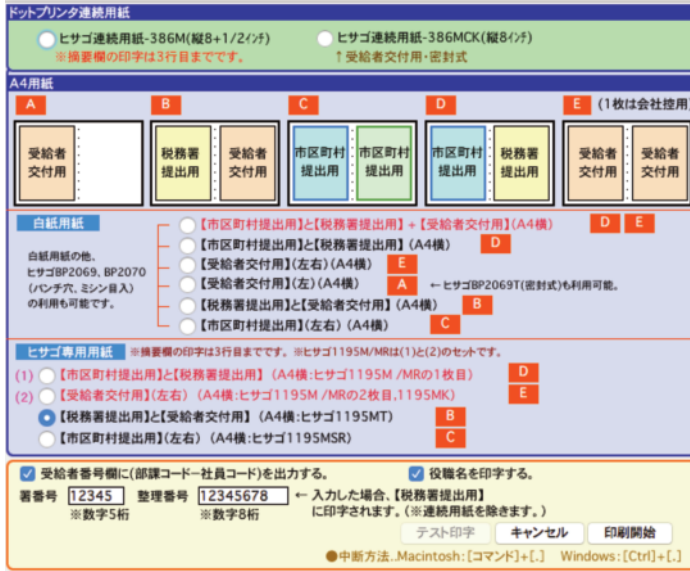 ドットプリンタ連続用紙
ヒサゴ連続用紙-386M(縦8+1/2インチ)
ヒサゴ連続用紙-386MCK(縦8インチ)
※摘要欄の印字は3行目までです。
↑受給者交付用・密封式
A4用紙
A
B
C
D
E (1枚は会社控用
受給者
交付用
税務署
提出用
受給者
交付用
市区町村
提出用
市区町村
提出用
市区町村
提出用
税務署
提出用
受給者
交付用
受給者
交付用
白紙用紙
白紙用紙の他、
ヒサゴBP2069, BP2070
(パンチ穴、ミシン目入)
の利用も可能です。
【市区町村提出用】と【税務署提出用】+【受給者交付用】(A4横) D E
【市区町村提出用】と【税務署提出用】(A4横) D
【受給者交付用】(左右)(A4横) E
【受給者交付用】(左)(A4横) A ←ヒサゴBP2069T(密封式)も利用可能。
【税務署提出用】と【受給者交付用】(A4横) B
【市区町村提出用】(左右)(A4横) C
ヒサゴ専用用紙 ※摘要欄の印字は3行目までです。※ヒサゴ1195M/MRは(1)と(2)のセットです。
(1) 【市区町村提出用】と【税務署提出用】(A4横:ヒサゴ1195M /MRの1枚目) D
(2) 【受給者交付用】(左右)(A4横:ヒサゴ1195M /MRの2枚目,1195MK) E
【税務署提出用】と【受給者交付用】(A4横:ヒサゴ1195MT) B
【市区町村提出用】(左右)(A4横:ヒサゴ1195MSR) C
受給者番号欄に(部課コードー社員コード)を出力する。
役職名を印字する。
署番号 12345 整理番号 12345678 ← 入力した場合、【税務署提出用】
※数字5桁 ※数字8桁 に印字されます。(※連続用紙を除きます。)
テスト印字 キャンセル 印刷開始
●中断方法..Macintosh:[コマンド]+[.] Windows:[Ctrl]+[.]